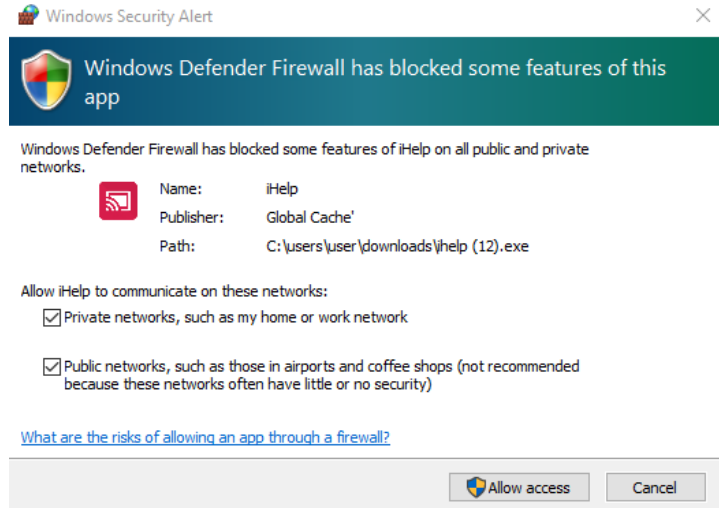 Windows Security Alert
Windows Defender Firewall has blocked some features of this
app
Windows Defender Firewall has blocked some features of iHelp on all public and private
networks.
Name: iHelp
Publisher: Global Cache'
Path: C:\users\user\downloads\ihelp (12).exe
Allow iHelp to communicate on these networks:
Private networks, such as my home or work network
Public networks, such as those in airports and coffee shops (not recommended
because these networks often have little or no security)
What are the risks of allowing an app through a firewall?
Allow access Cancel